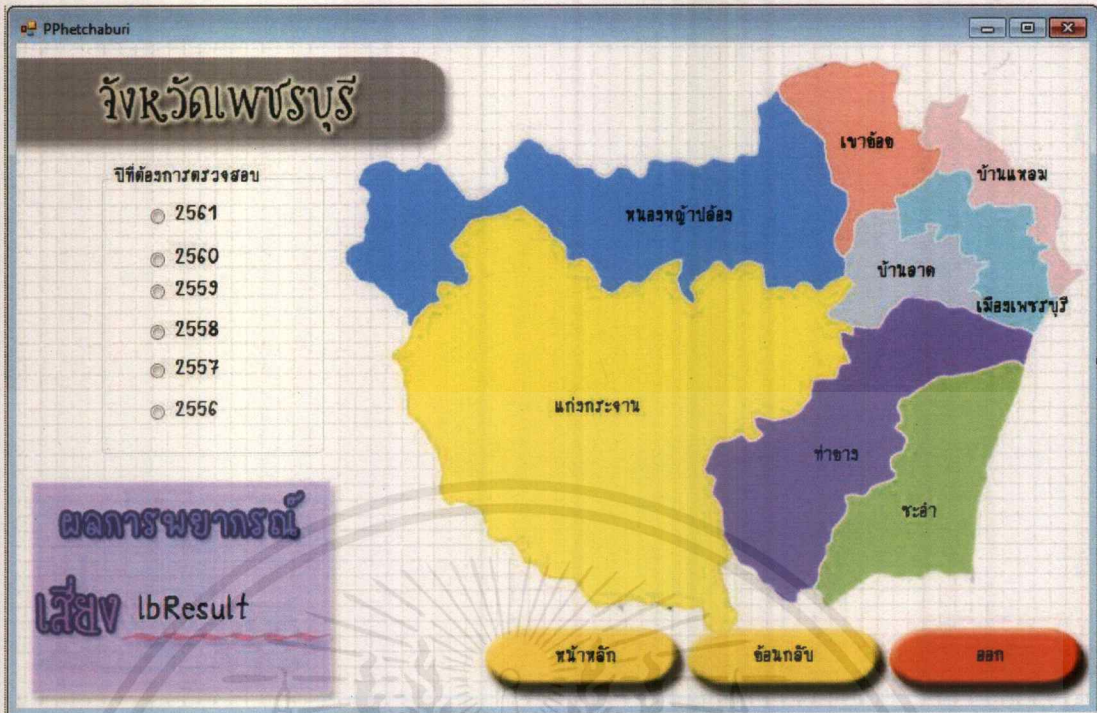 PPhetchaburi
จังหวัดเพชรบุรี
ปีที่ต้องการตรวจสอบ
2561
2560
2559
2558
2557
2556
ผลการพยากรณ์
เสี่ยง lbResult
เขาย้อย
บ้านแหลม
หนองหญ้าปล้อง
บ้านลาด
เมืองเพชรบุรี
แก่งกระจาน
ท่ายาง
ชะอำ
หน้าหลัก
ย้อนกลับ
ออก